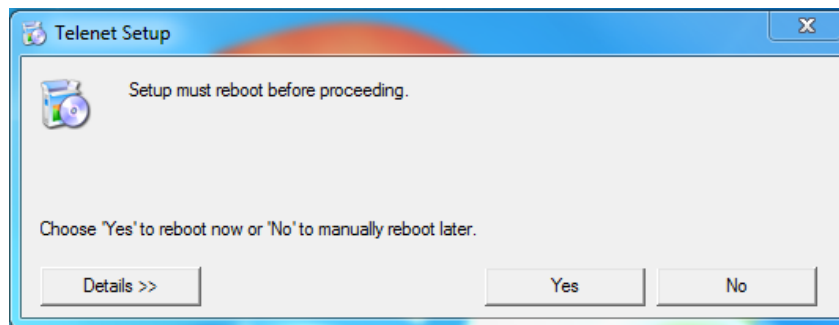 Telenet Setup
Setup must reboot before proceeding.
Choose 'Yes' to reboot now or 'No' to manually reboot later.
Details >>
Yes
No